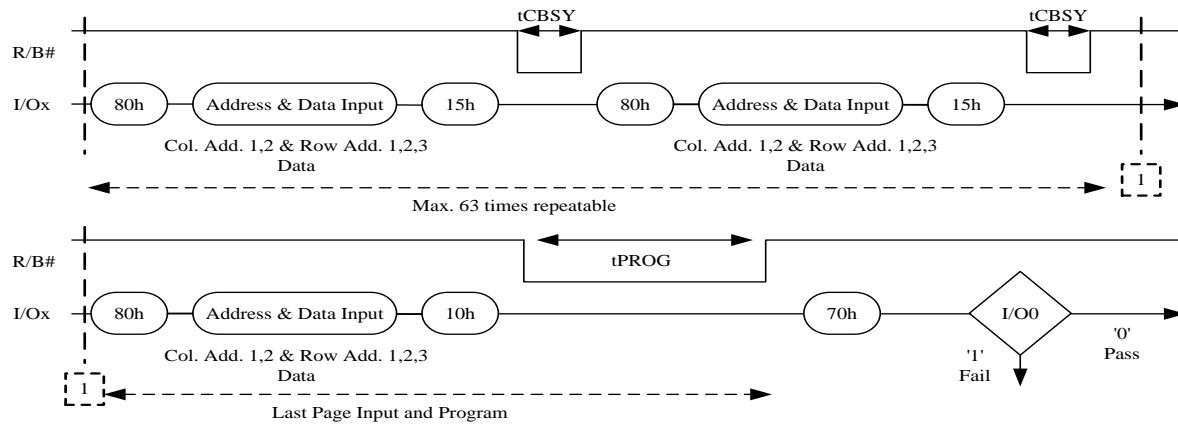 tCBSY tCBSY
R/B#
I/Ox 80h Address & Data Input 15h 80h Address & Data Input 15h
Col. Add. 1,2 & Row Add. 1,2,3 Col. Add. 1,2 & Row Add. 1,2,3
Data Data
1
Max. 63 times repeatable
R/B# tPROG
I/Ox 80h Address & Data Input 10h 70h I/O0
'0'
Pass
Col. Add. 1,2 & Row Add. 1,2,3 '1'
Data Fail
1
Last Page Input and Program